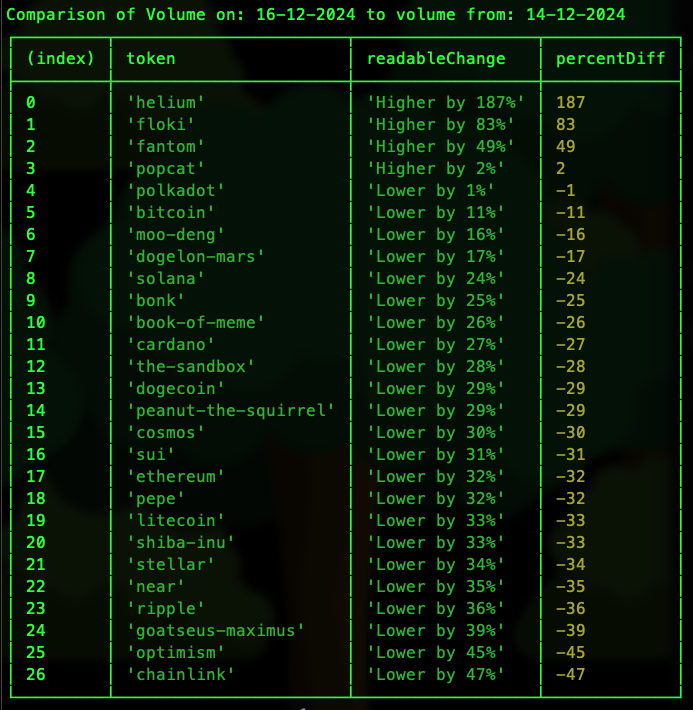 Comparison of Volume on: 16-12-2024 to volume from: 14-12-2024
(index) token readableChange percentDiff
0 'helium' 'Higher by 187%' 187
1 'floki' 'Higher by 83%' 83
2 'fantom' 'Higher by 49%' 49
3 'popcat' 'Higher by 2%' 2
4 'polkadot' 'Lower by 1%' -1
5 'bitcoin' 'Lower by 11%' -11
6 'moo-deng' 'Lower by 16%' -16
7 'dogelon-mars' 'Lower by 17%' -17
8 'solana' 'Lower by 24%' -24
9 'bonk' 'Lower by 25%' -25
10 'book-of-meme' 'Lower by 26%' -26
11 'cardano' 'Lower by 27%' -27
12 'the-sandbox' 'Lower by 28%' -28
13 'dogecoin' 'Lower by 29%' -29
14 'peanut-the-squirrel' 'Lower by 29%' -29
15 'cosmos' 'Lower by 30%' -30
16 'sui' 'Lower by 31%' -31
17 'ethereum' 'Lower by 32%' -32
18 'pepe' 'Lower by 32%' -32
19 'litecoin' 'Lower by 33%' -33
20 'shiba-inu' 'Lower by 33%' -33
21 'stellar' 'Lower by 34%' -34
22 'near' 'Lower by 35%' -35
23 'ripple' 'Lower by 36%' -36
24 'goatseus-maximus' 'Lower by 39%' -39
25 'optimism' 'Lower by 45%' -45
26 'chainlink' 'Lower by 47%' -47